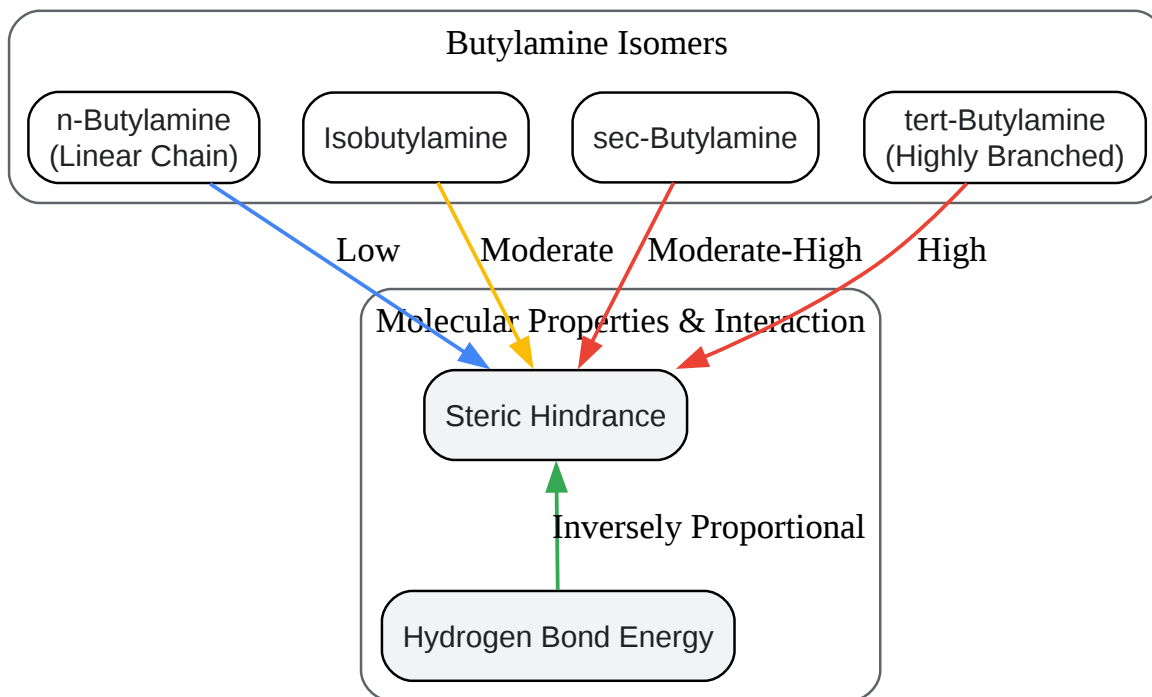 Butylamine Isomers
n-Butylamine
(Linear Chain)
Isobutylamine
sec-Butylamine
tert-Butylamine
(Highly Branched)
Low
Moderate
Moderate-High
High
Molecular Properties & Interaction
Steric Hindrance
Inversely Proportional
Hydrogen Bond Energy